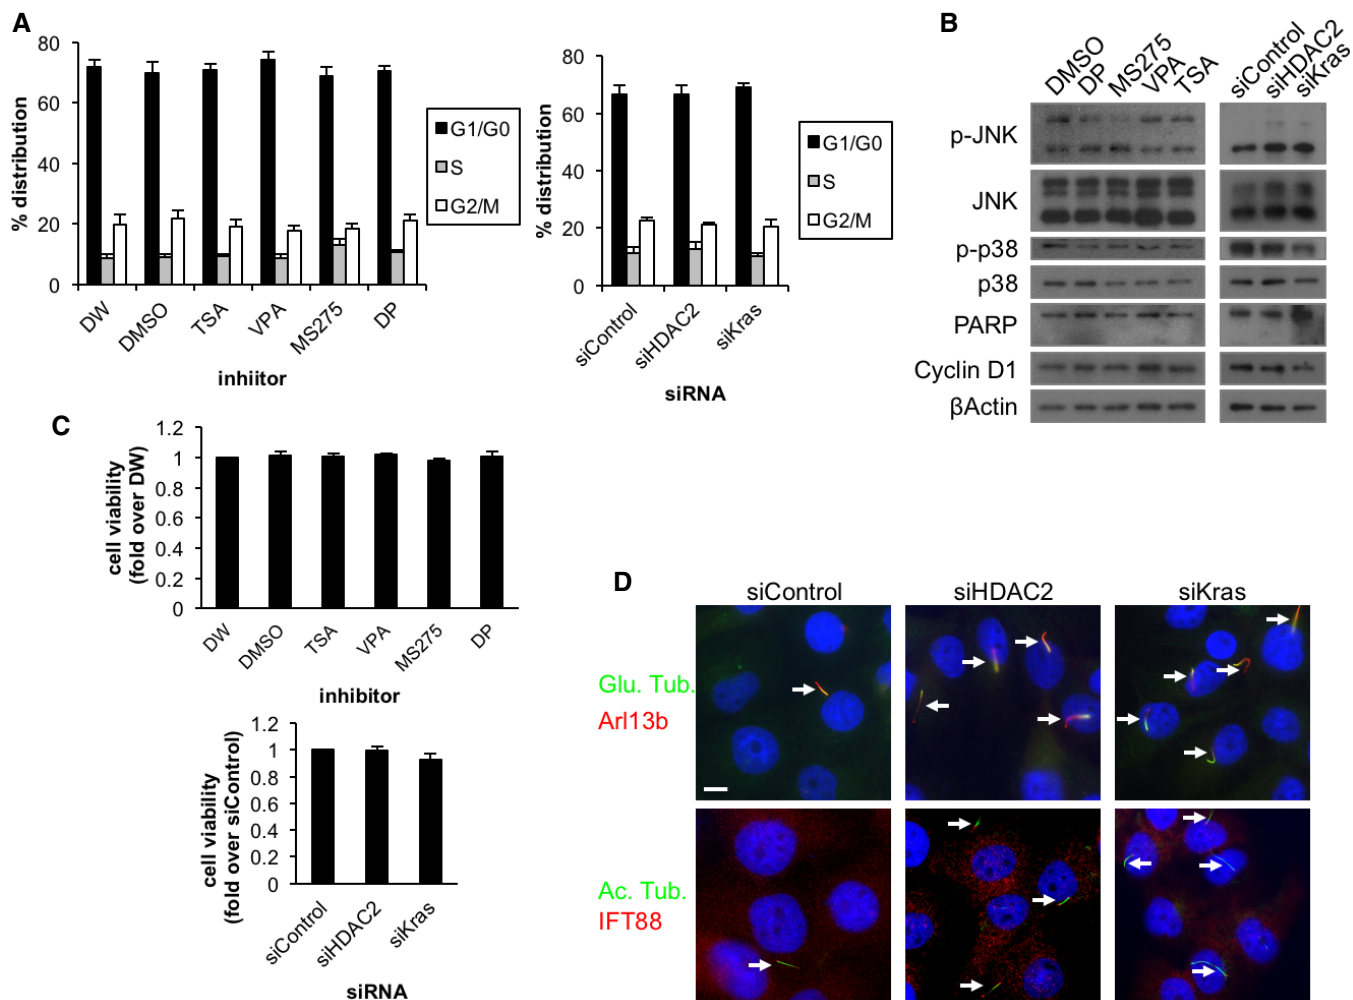 A
80
60
40
20
0
% distribution
DW
DMSO
TSA
VPA
MS275
DP
inhiitor
G1/G0
S
G2/M
80
60
40
20
0
% distribution
siControl
siHDAC2
siKras
siRNA
G1/G0
S
G2/M
B
DMSO
DP
MS275
VPA
TSA
siControl
siHDAC2
siKras
p-JNK
JNK
p-p38
p38
PARP
Cyclin D1
βActin
C
1.2
1
0.8
0.6
0.4
0.2
0
cell viability
(fold over DW)
DW
DMSO
TSA
VPA
MS275
DP
inhibitor
1.2
1
0.8
0.6
0.4
0.2
0
cell viability
(fold over siControl)
siControl
siHDAC2
siKras
siRNA
D
siControl
siHDAC2
siKras
Glu. Tub.
Arl13b
Ac. Tub.
IFT88